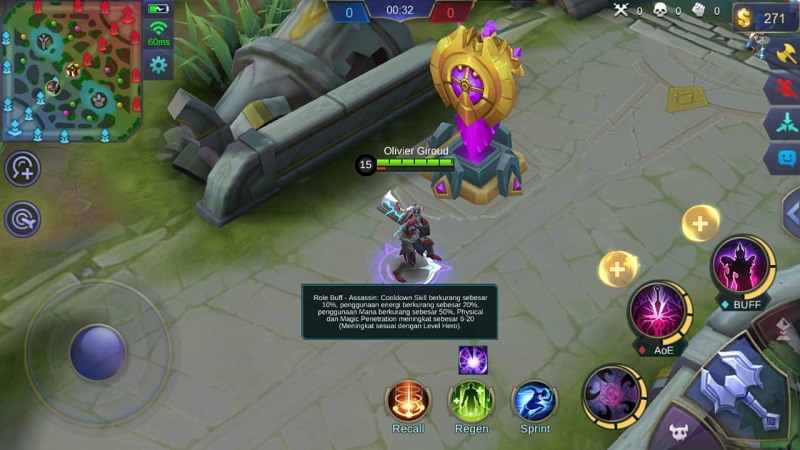 0
00:32
0
0
0
0
271
60ms
Olivier Giroud
15
Role Buff - Assassin: Cooldown Skill berkurang sebesar
10%, penggunaan energi berkurang sebesar 20%,
penggunaan Mana berkurang sebesar 50%, Physical
dan Magic Penetration meningkat sebesar 6-20
(Meningkat sesuai dengan Level Hero).
BUFF
AoE
Recall
Regen
Sprint